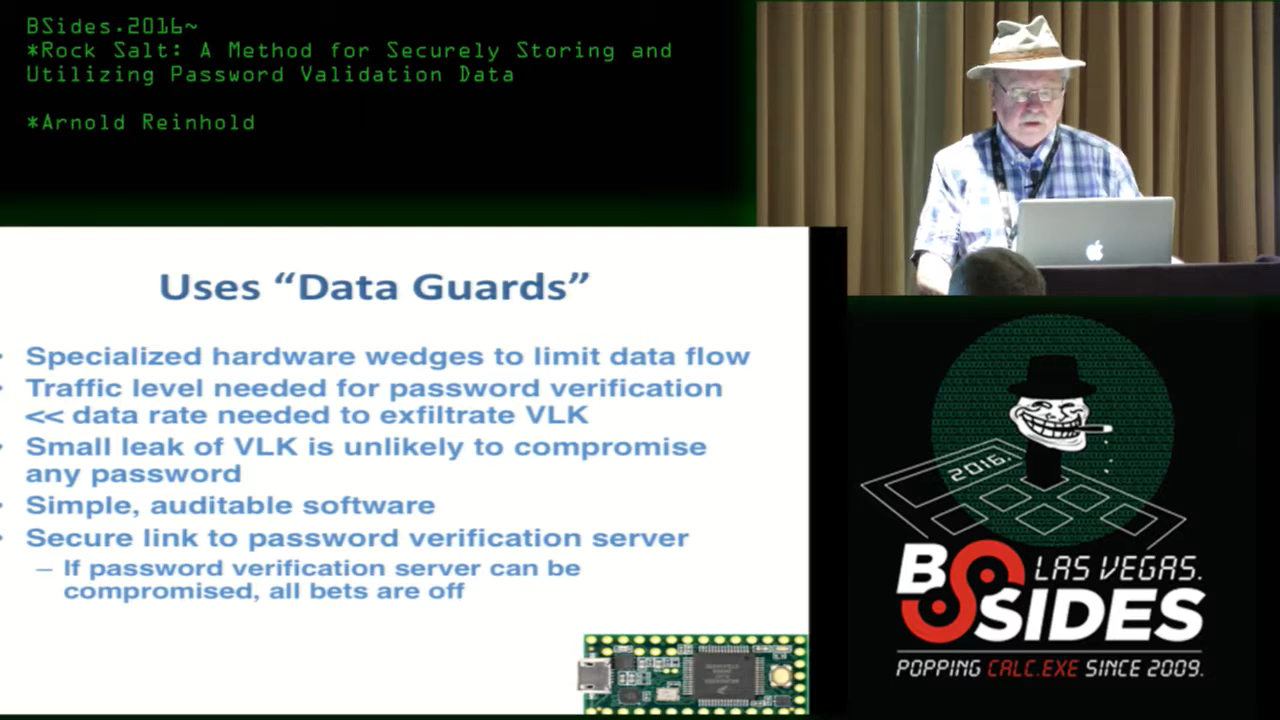 BSides.2016~
*Rock Salt: A Method for Securely Storing and
Utilizing Password Validation Data
*Arnold Reinhold
Uses “Data Guards”
• Specialized hardware wedges to limit data flow
• Traffic level needed for password verification
<< data rate needed to exfiltrate VLK
• Small leak of VLK is unlikely to compromise
any password
• Simple, auditable software
• Secure link to password verification server
– If password verification server can be
compromised, all bets are off
2016.
BSIDES
LAS VEGAS.
POPPING CALC.EXE SINCE 2009.